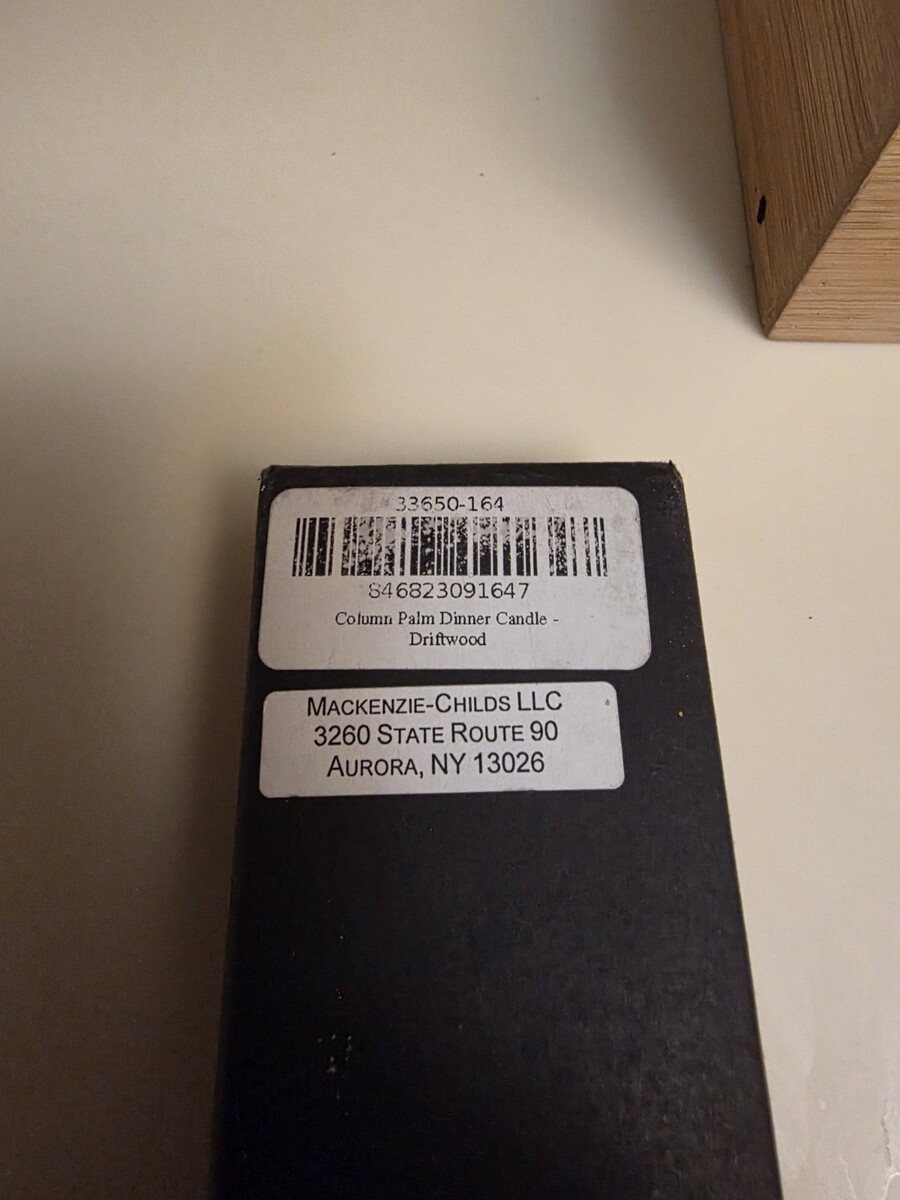 33650-164
846823091647
Column Palm Dinner Candle -
Driftwood
MACKENZIE-CHILDS LLC
3260 STATE ROUTE 90
AURORA, NY 13026